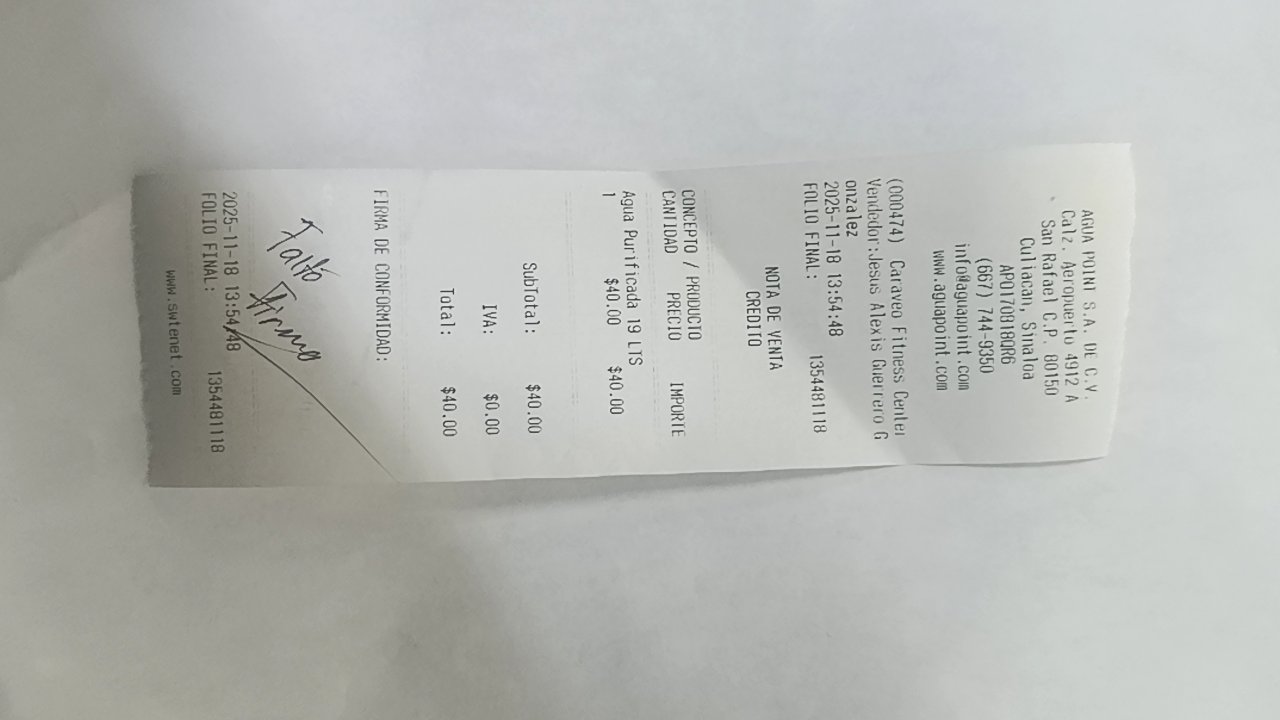 AGUA POINT S.A. DE C.V.
Calz. Aeropuerto 4912 A
San Rafael C.P. 80150
Culiacan, Sinaloa
APO170818QR6
(667) 744-9350
info@aguapoint.com
www.aguapoint.com
(000474) Caraveo Fitness Center
Vendedor:Jesus Alexis Guerrero G
onzalez
2025-11-18 13:54:48
FOLIO FINAL: 1354481118
NOTA DE VENTA
CREDITO
CONCEPTO / PRODUCTO
CANTIDAD PRECIO IMPORTE
Agua Purificada 19 LTS
1 $40.00 $40.00
SubTotal: $40.00
IVA: $0.00
Total: $40.00
FIRMA DE CONFORMIDAD:
Falto Firma
2025-11-18 13:54:48
FOLIO FINAL: 1354481118
www.swtenet.com